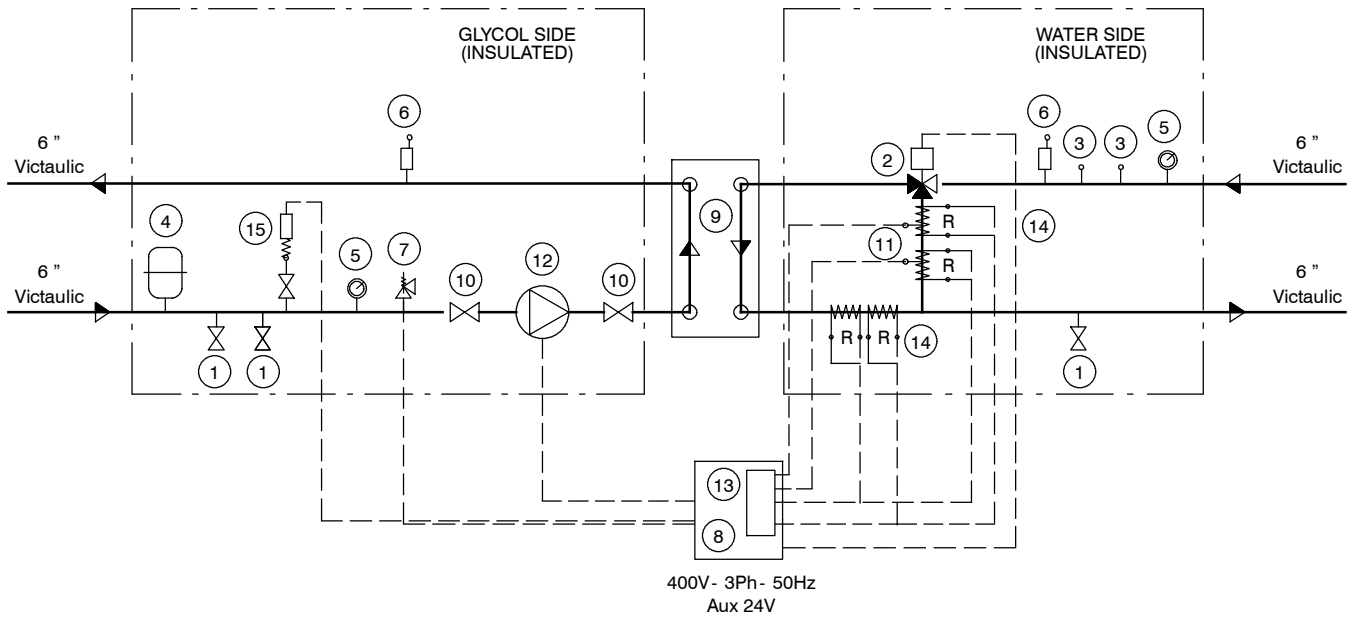 GLYCOL SIDE
(INSULATED)
WATER SIDE
(INSULATED)
6 ”
Victaulic
6
2
6
3
3
5
6 ”
Victaulic
4
15
5
7
12
9
R
14
11
R
10
10
6 ”
Victaulic
6 ”
Victaulic
R
R
14
1
1
1
13
8
400V- 3Ph- 50Hz
Aux 24V